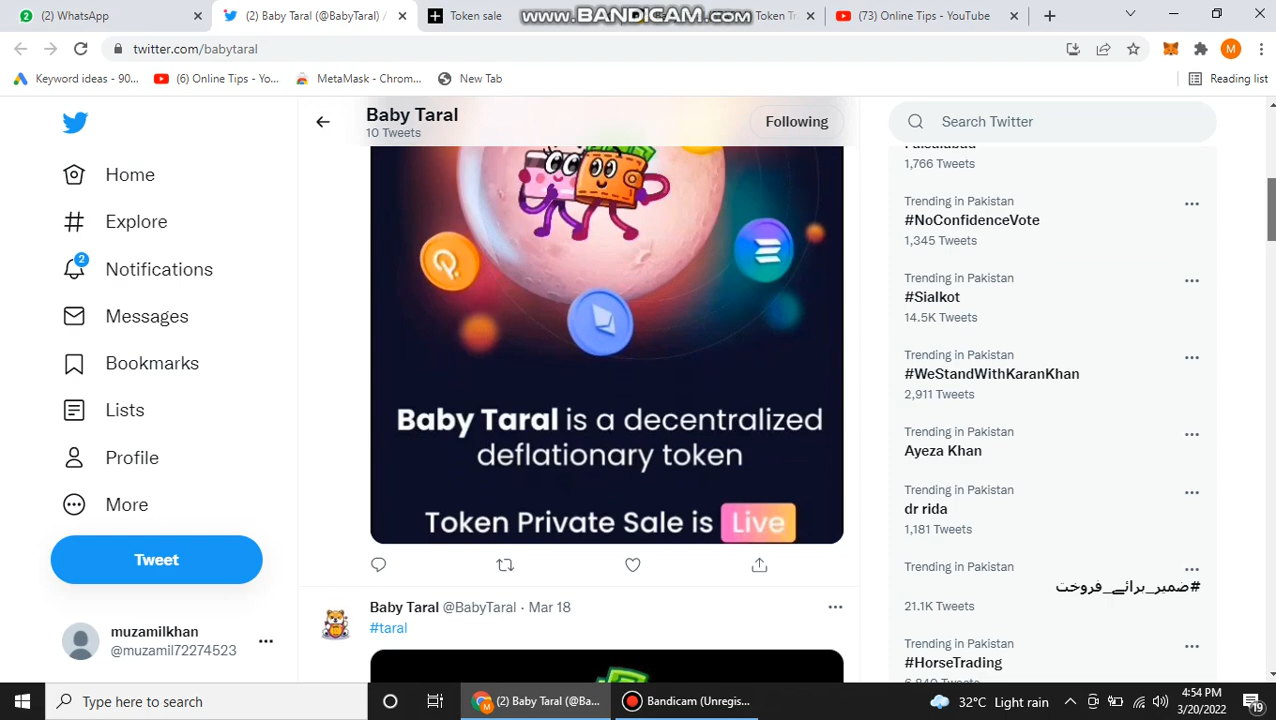 (2) WhatsApp
(2) Baby Taral (@BabyTaral) /
Token sale
www.BANDICAM.com
Token Tr
(73) Online Tips - YouTube
twitter.com/babytaral
M
Keyword ideas - 90...
(6) Online Tips - Yo...
MetaMask - Chrom...
New Tab
Reading list
Baby Taral
10 Tweets
Following
Search Twitter
Home
Explore
2
Notifications
Messages
Bookmarks
Lists
Profile
More
Tweet
muzamilkhan
@muzamil72274523
Baby Taral is a decentralized
deflationary token
Token Private Sale is Live
Baby Taral @BabyTaral · Mar 18
#taral
1,766 Tweets
Trending in Pakistan
#NoConfidenceVote
1,345 Tweets
Trending in Pakistan
#Sialkot
14.5K Tweets
Trending in Pakistan
#WeStandWithKaranKhan
2,911 Tweets
Trending in Pakistan
Ayeza Khan
Trending in Pakistan
dr rida
1,181 Tweets
Trending in Pakistan
#ضمیر_برائے_فروخت
21.1K Tweets
Trending in Pakistan
#HorseTrading
Type here to search
(2) Baby Taral (@Ba...
Bandicam (Unregis...
32°C Light rain
4:54 PM
3/20/2022
19